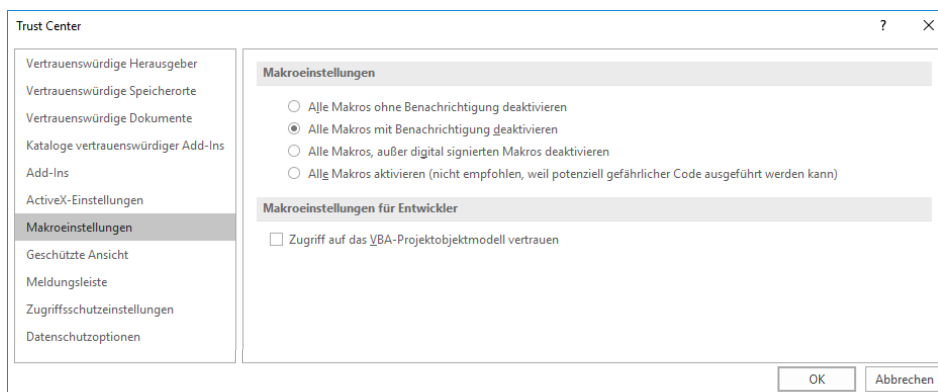 Trust Center
?
Vertrauenswürdige Herausgeber
Vertrauenswürdige Speicherorte
Vertrauenswürdige Dokumente
Kataloge vertrauenswürdiger Add-Ins
Add-Ins
ActiveX-Einstellungen
Makroeinstellungen
Geschützte Ansicht
Meldungsleiste
Zugriffsschutzeinstellungen
Datenschutzoptionen
Makroeinstellungen
Alle Makros ohne Benachrichtigung deaktivieren
Alle Makros mit Benachrichtigung deaktivieren
Alle Makros, außer digital signierten Makros deaktivieren
Alle Makros aktivieren (nicht empfohlen, weil potenziell gefährlicher Code ausgeführt werden kann)
Makroeinstellungen für Entwickler
Zugriff auf das VBA-Projektobjektmodell vertrauen
OK
Abbrechen